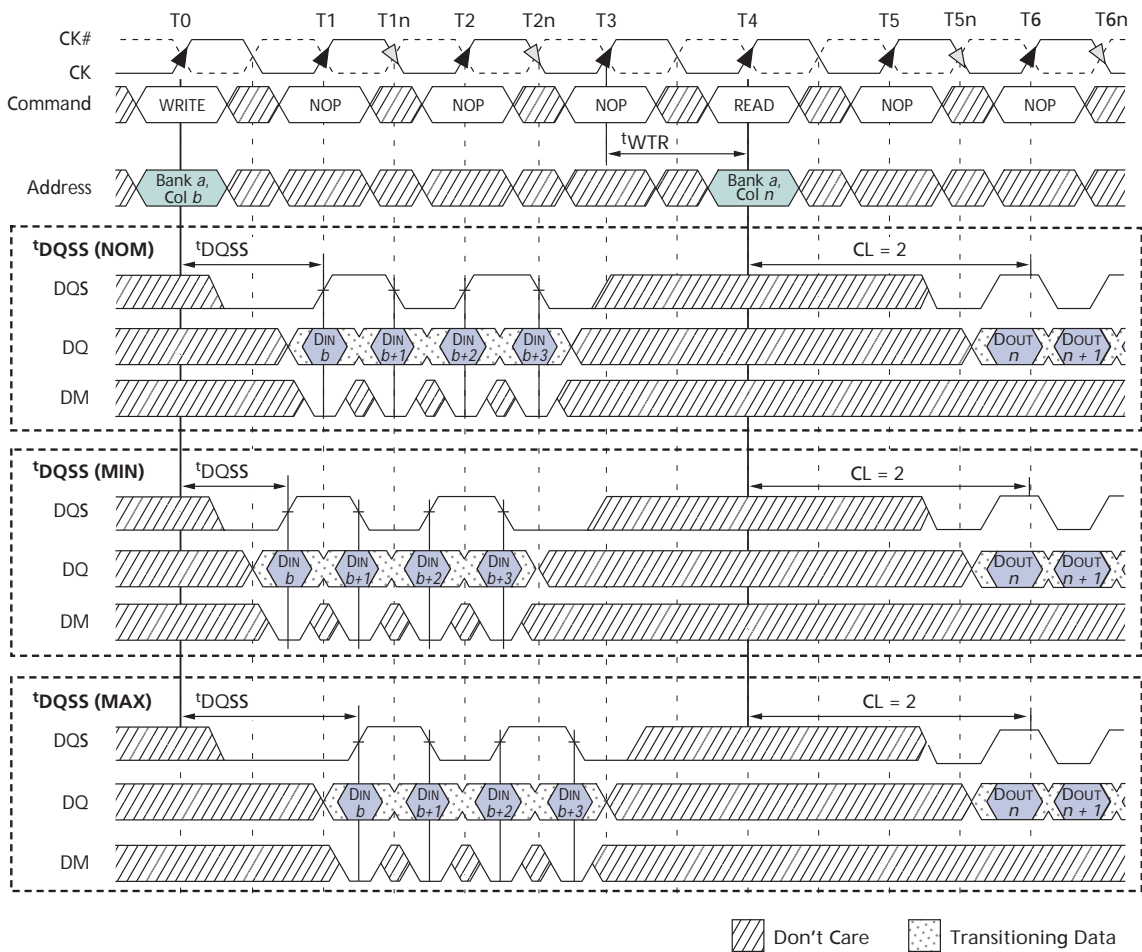 T0 T1 T1n T2 T2n T3 T4 T5 T5n T6 T6n
CK#
CK
Command WRITE NOP NOP NOP READ NOP NOP
tWTR
Address Bank a, Col b Bank a, Col n
tDQSS (NOM) tDQSS CL = 2
DQS
DQ DIN b DIN b+1 DIN b+2 DIN b+3 DOUT n DOUT n + 1
DM
tDQSS (MIN) tDQSS CL = 2
DQS
DQ DIN b DIN b+1 DIN b+2 DIN b+3 DOUT n DOUT n + 1
DM
tDQSS (MAX) tDQSS CL = 2
DQS
DQ DIN b DIN b+1 DIN b+2 DIN b+3 DOUT n DOUT n + 1
DM
Don't Care Transitioning Data